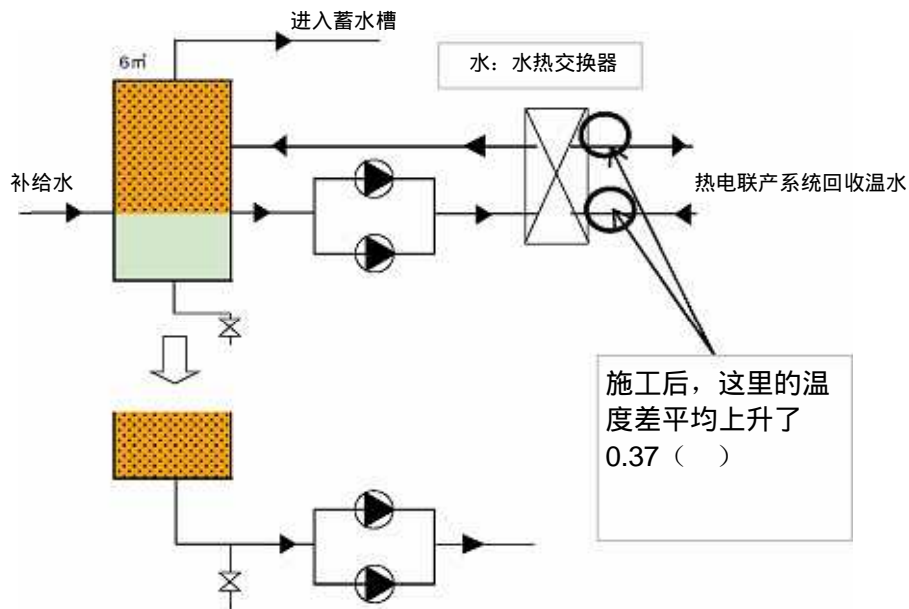 进入蓄水槽
6㎥
水：水热交换器
补给水
热电联产系统回收温水
施工后，这里的温
度差平均上升了
0.37（　）